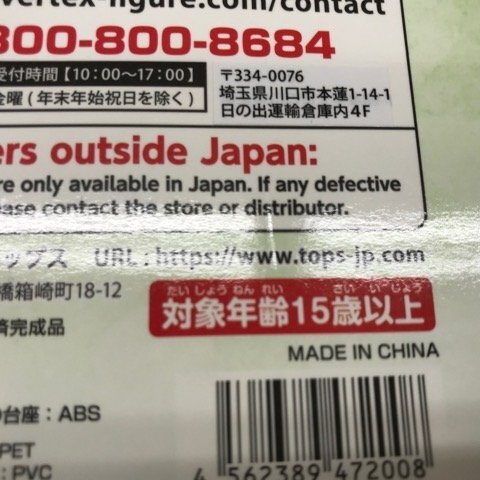 vertex-figure.com/contact
800-800-8684
受付時間【10:00〜17:00】
金曜(年末年始祝日を除く)
〒334-0076
埼玉県川口市本蓮1-14-1
日の出運輸倉庫内4F
ers outside Japan:
re only available in Japan. If any defective
lease contact the store or distributor.
ップス URL:https://www.tops-jp.com
橋箱崎町18-12
済完成品
たいしょうねんれい さい いじょう
対象年齢15歳以上
MADE IN CHINA
の台座:ABS
PET
:PVC
4 562389 472008